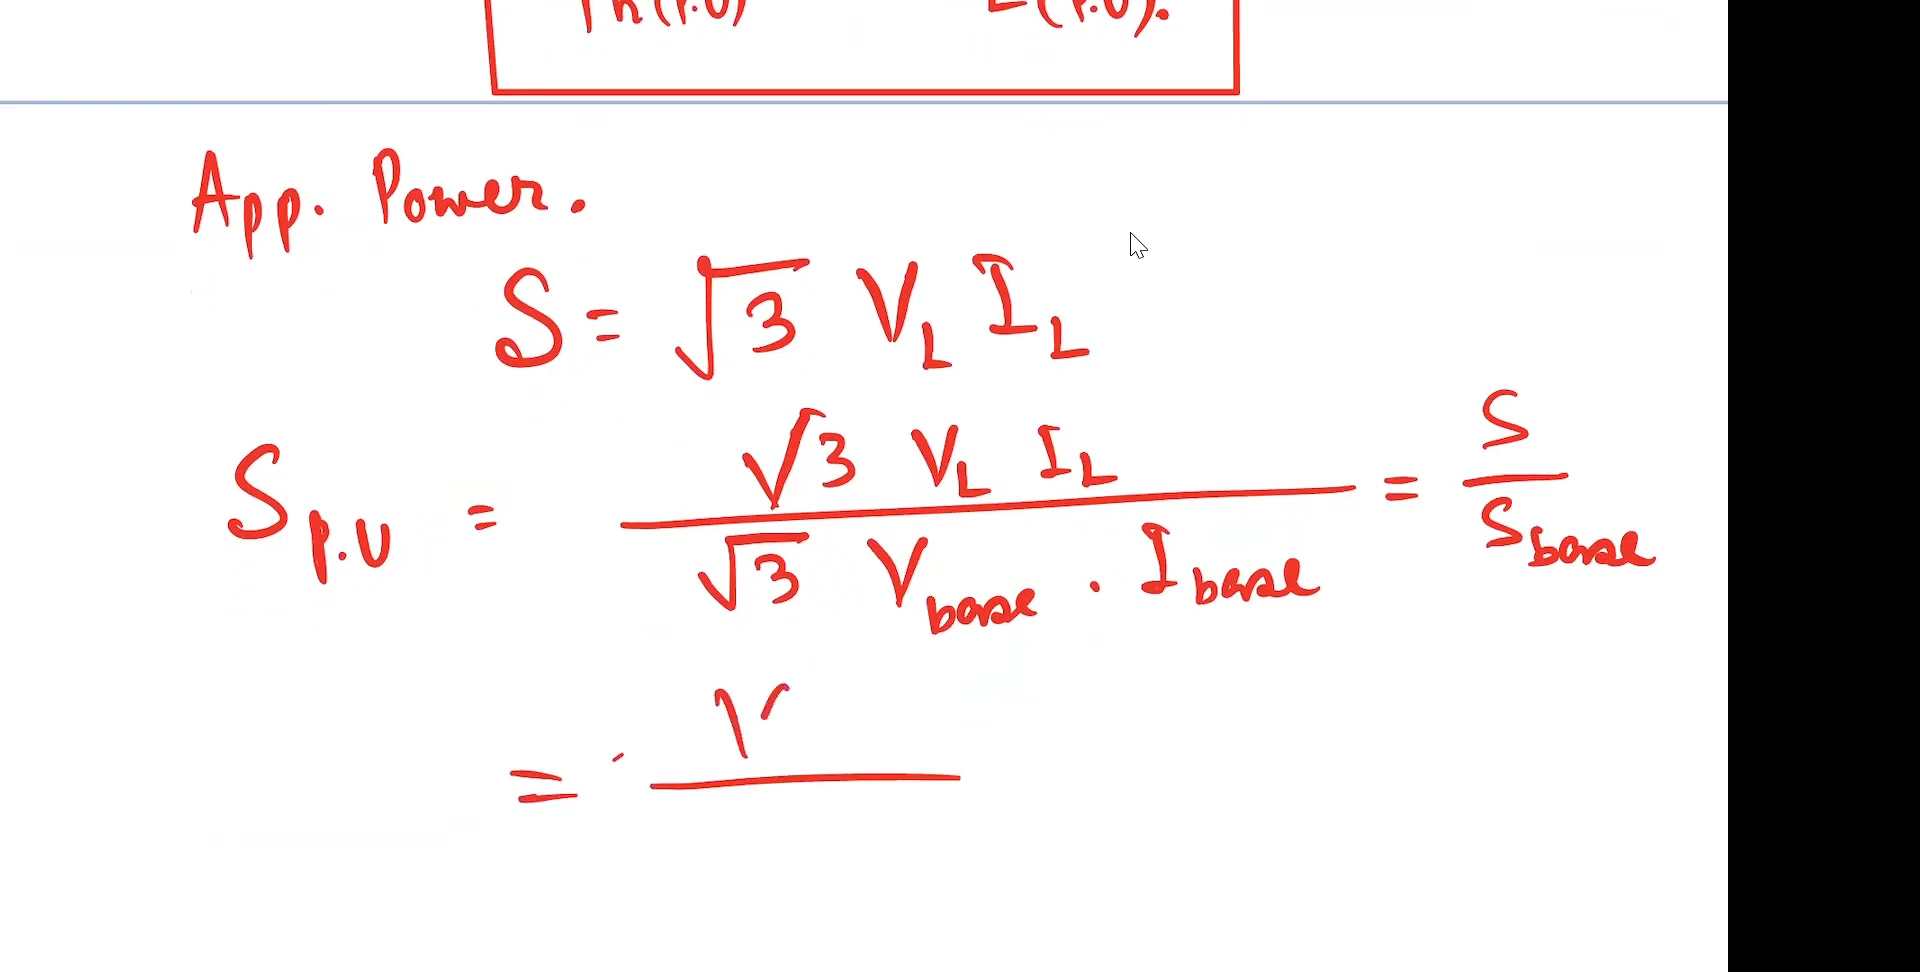 h (P.U) L (P.U).
App. Power.
S = √3 V_L I_L
S_P.U = √3 V_L I_L / √3 V_base . I_base = S / S_base
= V